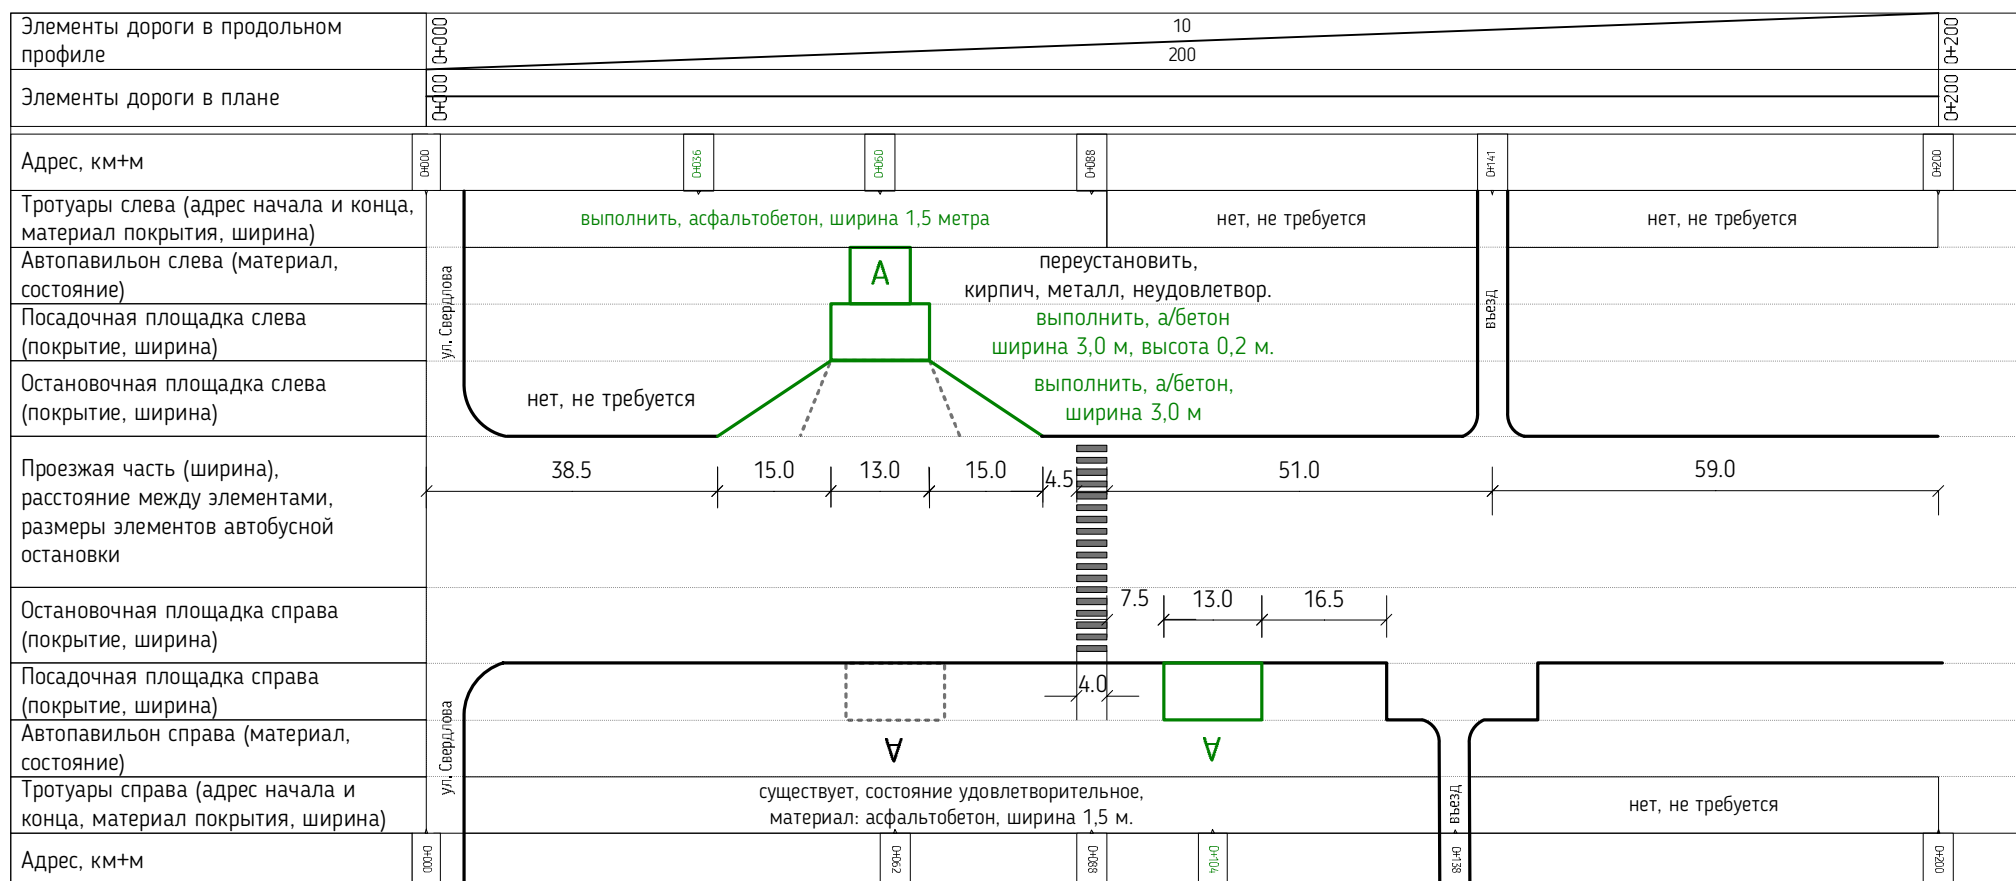 Элементы дороги в продольном
профиле
0+000
10
200
0+200
Элементы дороги в плане
0+000
0+200
Адрес, км+м
0+000
0+036
0+060
0+088
0+141
0+200
Тротуары слева (адрес начала и конца,
материал покрытия, ширина)
выполнить, асфальтобетон, ширина 1,5 метра
нет, не требуется
нет, не требуется
Автопавильон слева (материал,
состояние)
ул. Свердлова
А
переустановить,
кирпич, металл, неудовлетвор.
въезд
Посадочная площадка слева
(покрытие, ширина)
выполнить, а/бетон
ширина 3,0 м, высота 0,2 м.
Остановочная площадка слева
(покрытие, ширина)
нет, не требуется
выполнить, а/бетон,
ширина 3,0 м
Проезжая часть (ширина),
расстояние между элементами,
размеры элементов автобусной
остановки
38.5
15.0
13.0
15.0
4.5
51.0
59.0
Остановочная площадка справа
(покрытие, ширина)
7.5
13.0
16.5
Посадочная площадка справа
(покрытие, ширина)
4.0
Автопавильон справа (материал,
состояние)
ул. Свердлова
А
А
Тротуары справа (адрес начала и
конца, материал покрытия, ширина)
существует, состояние удовлетворительное,
материал: асфальтобетон, ширина 1,5 м.
въезд
нет, не требуется
Адрес, км+м
0+000
0+062
0+088
0+104
0+138
0+200